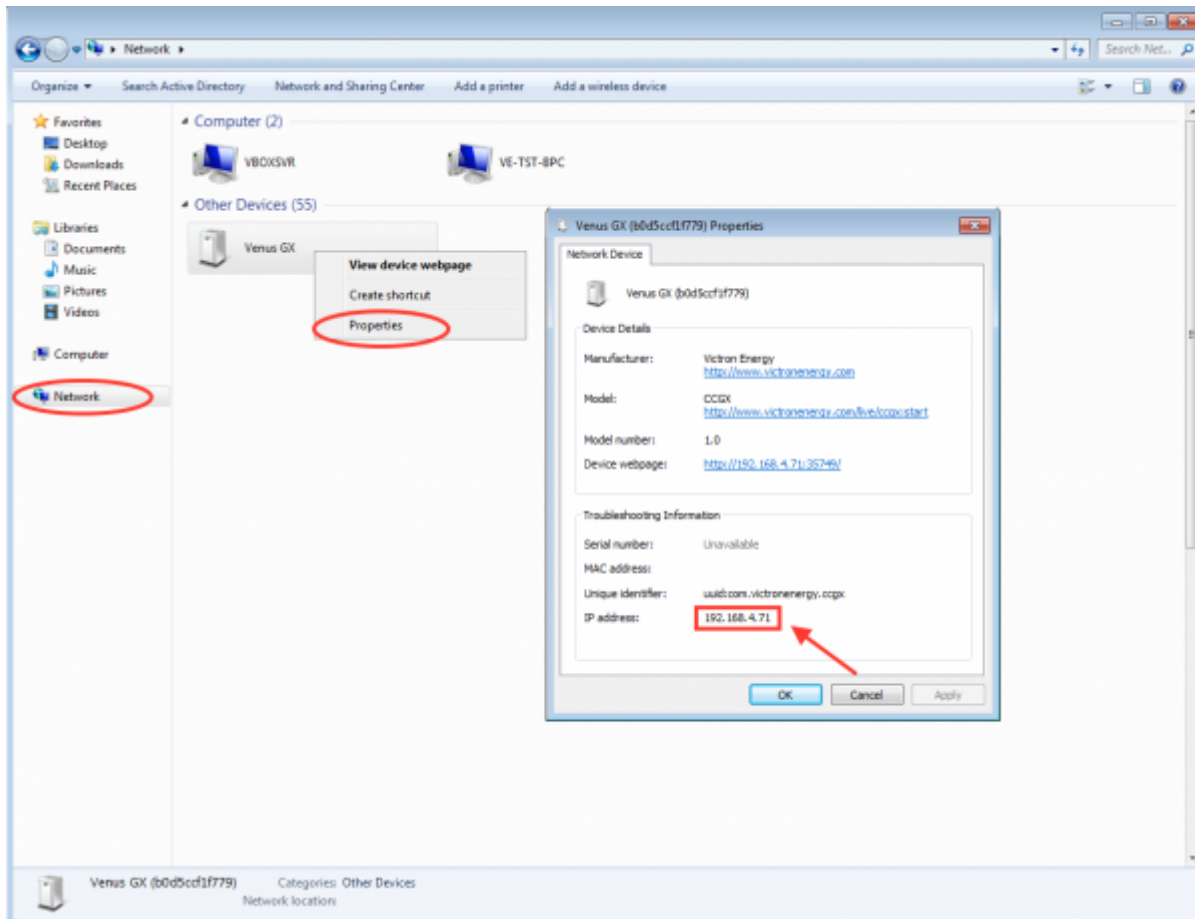 Network
Search Net...
Organize
Search Active Directory
Network and Sharing Center
Add a printer
Add a wireless device
Favorites
Desktop
Downloads
Recent Places
Libraries
Documents
Music
Pictures
Videos
Computer
Network
Computer (2)
VBOXSVR
VE-TST-8PC
Other Devices (55)
Venus GX
View device webpage
Create shortcut
Properties
Venus GX (b0d5ccf1f779) Properties
Network Device
Venus GX (b0d5ccf1f779)
Device Details
Manufacturer: Victron Energy
http://www.victronenergy.com
Model: CCGX
http://www.victronenergy.com/live/ccgx:start
Model number: 1.0
Device webpage: http://192.168.4.71:35749/
Troubleshooting Information
Serial number: Unavailable
MAC address:
Unique identifier: uuid:com.victronenergy.ccgx
IP address: 192.168.4.71
OK
Cancel
Apply
Venus GX (b0d5ccf1f779)
Categories: Other Devices
Network location: